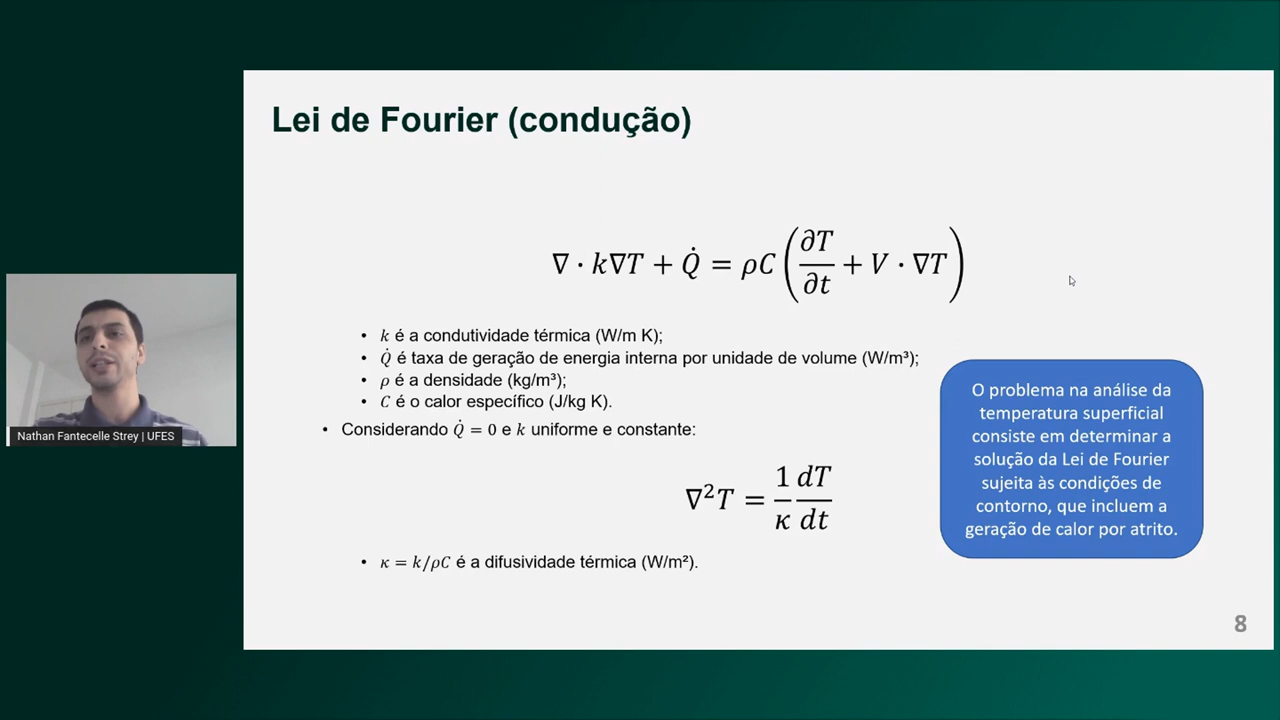 Lei de Fourier (condução)
∇ · k∇T + Q̇ = ρC(∂T/∂t + V · ∇T)
• k é a condutividade térmica (W/m K);
• Q̇ é taxa de geração de energia interna por unidade de volume (W/m³);
• ρ é a densidade (kg/m³);
• C é o calor específico (J/kg K).
• Considerando Q̇ = 0 e k uniforme e constante:
∇²T = 1/κ dT/dt
• κ = k/ρC é a difusividade térmica (W/m²).
O problema na análise da
temperatura superficial
consiste em determinar a
solução da Lei de Fourier
sujeita às condições de
contorno, que incluem a
geração de calor por atrito.
Nathan Fantecelle Strey | UFES
8